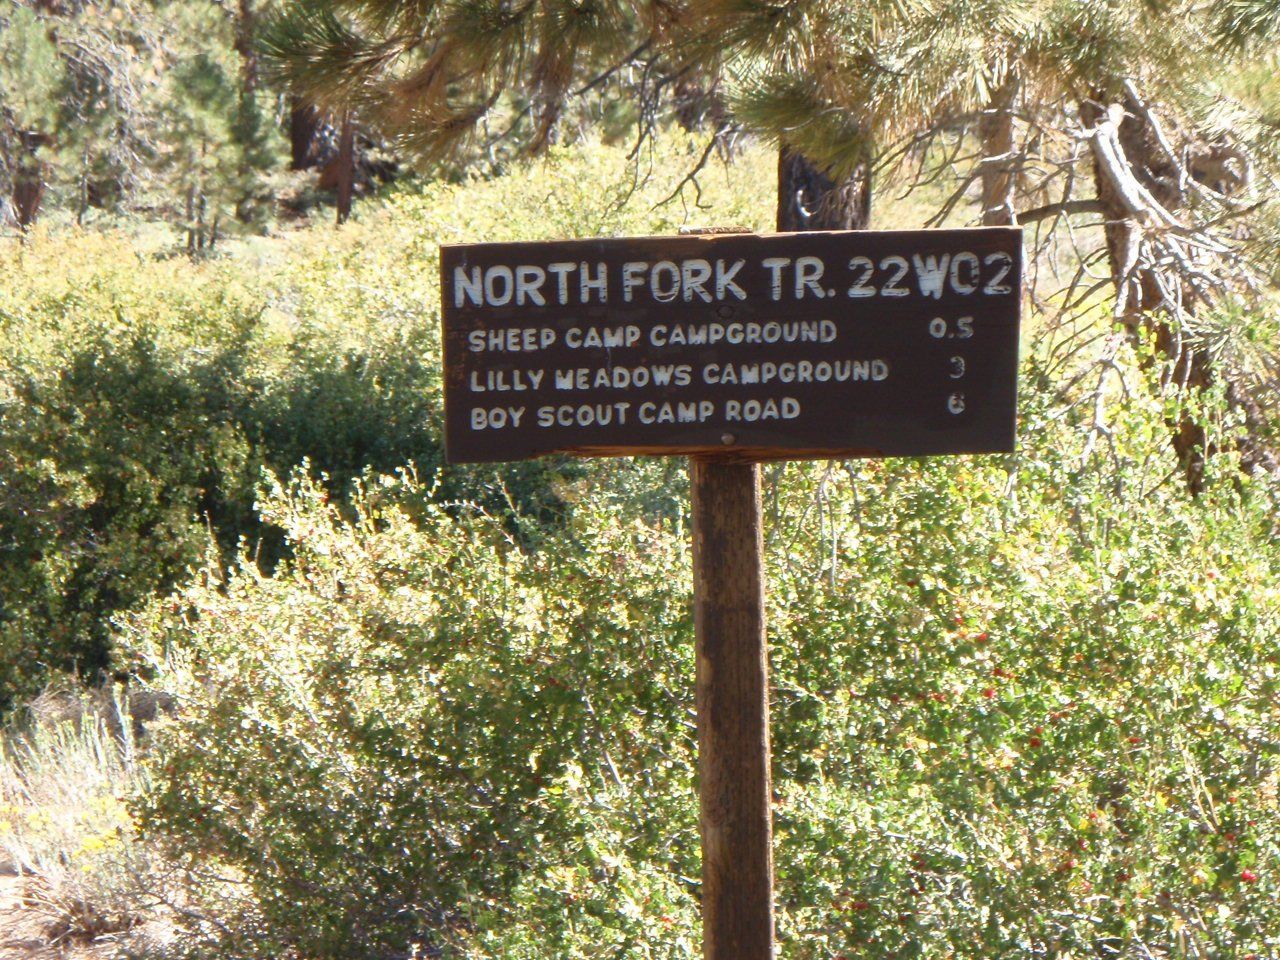 NORTH FORK TR. 22W02
SHEEP CAMP CAMPGROUND 0.5
LILLY MEADOWS CAMPGROUND 3
BOY SCOUT CAMP ROAD 6